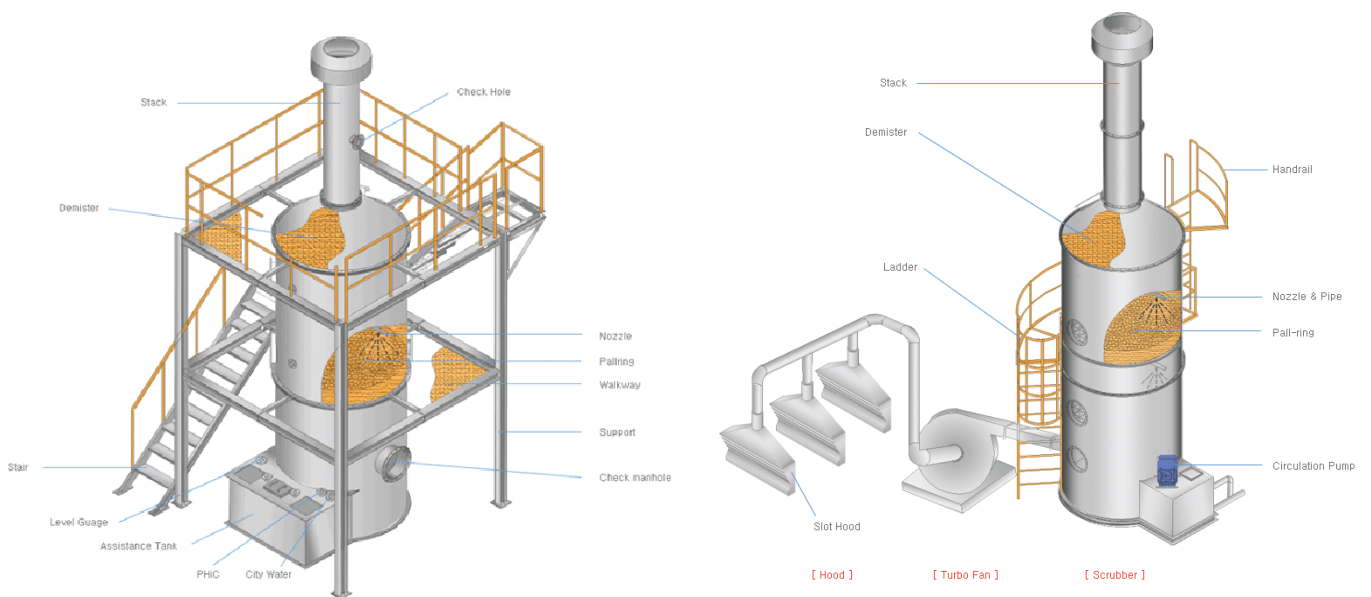 Stack
Check Hole
Demister
Nozzle
Pallring
Walkway
Support
Stair
Check manhole
Level Guage
Assistance Tank
PHIC
City Water
Stack
Demister
Handrail
Ladder
Nozzle & Pipe
Pall-ring
Circulation Pump
Slot Hood
[ Hood ]
[ Turbo Fan ]
[ Scrubber ]